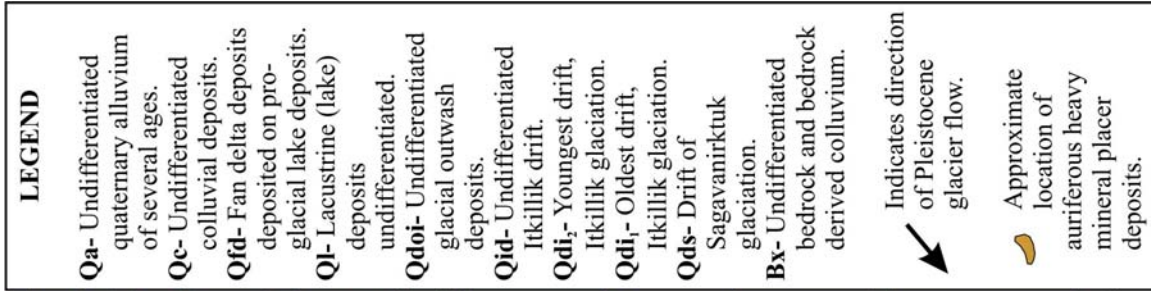 LEGEND
Qa- Undifferentiated
quaternary alluvium
of several ages.
Qc- Undifferentiated
colluvial deposits.
Qfd- Fan delta deposits
deposited on pro-
glacial lake deposits.
Ql- Lacustrine (lake)
deposits
undifferentiated.
Qdoi- Undifferentiated
glacial outwash
deposits.
Qid- Undifferentiated
Itkillik drift.
Qdi₂- Youngest drift,
Itkillik glaciation.
Qdi₁- Oldest drift,
Itkillik glaciation.
Qds- Drift of
Sagavanirktuk
glaciation.
Bx- Undifferentiated
bedrock and bedrock
derived colluvium.
Indicates direction
of Pleistocene
glacier flow.
Approximate
location of
auriferous heavy
mineral placer
deposits.